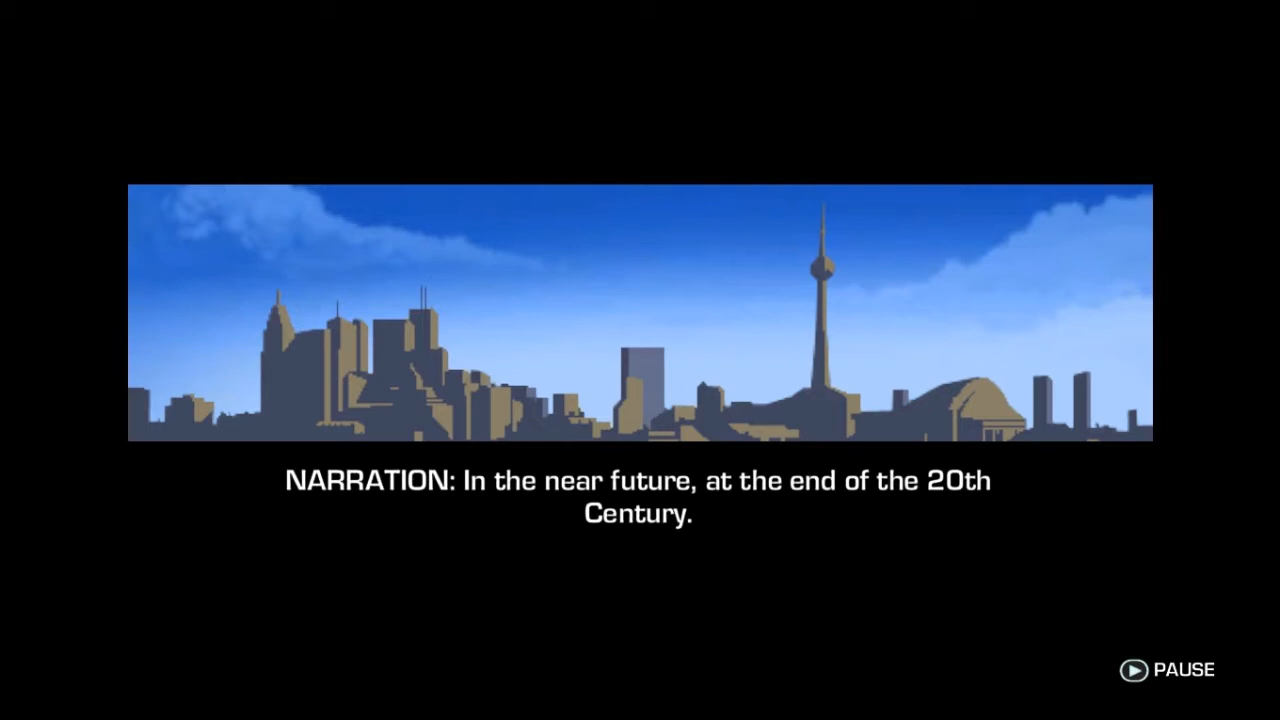 NARRATION: In the near future, at the end of the 20th
Century.
PAUSE